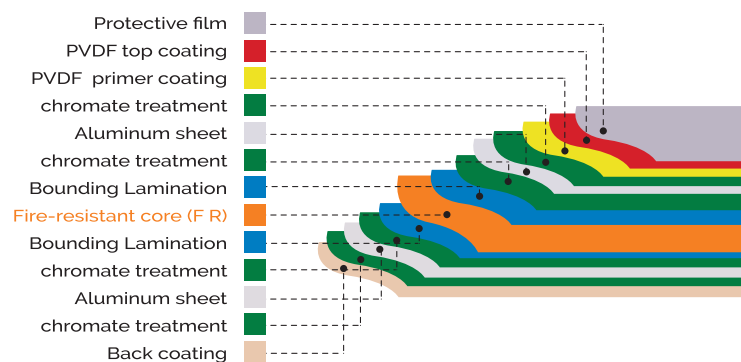 Protective film
PVDF top coating
PVDF primer coating
chromate treatment
Aluminum sheet
chromate treatment
Bounding Lamination
Fire-resistant core (F R)
Bounding Lamination
chromate treatment
Aluminum sheet
chromate treatment
Back coating